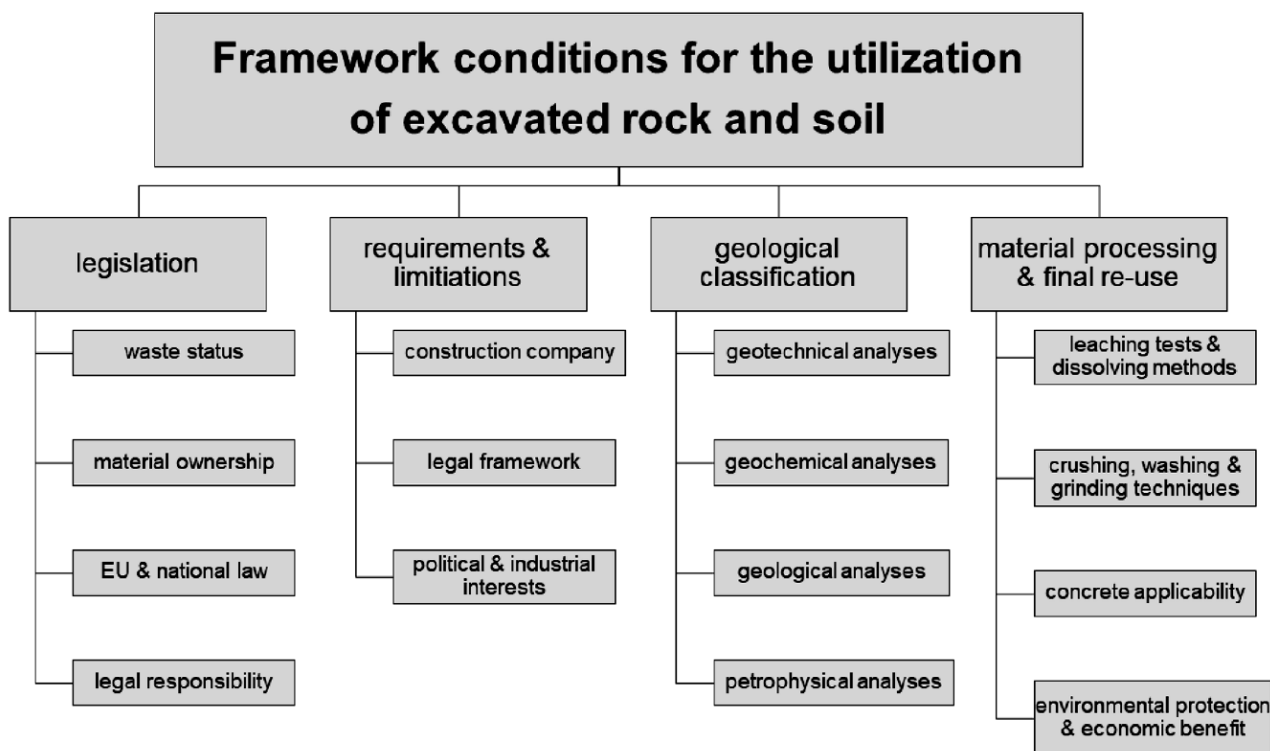 Framework conditions for the utilization
of excavated rock and soil
legislation
waste status
material ownership
EU & national law
legal responsibility
requirements &
limitiations
construction company
legal framework
political & industrial
interests
geological
classification
geotechnical analyses
geochemical analyses
geological analyses
petrophysical analyses
material processing
& final re-use
leaching tests &
dissolving methods
crushing, washing &
grinding techniques
concrete applicability
environmental protection
& economic benefit